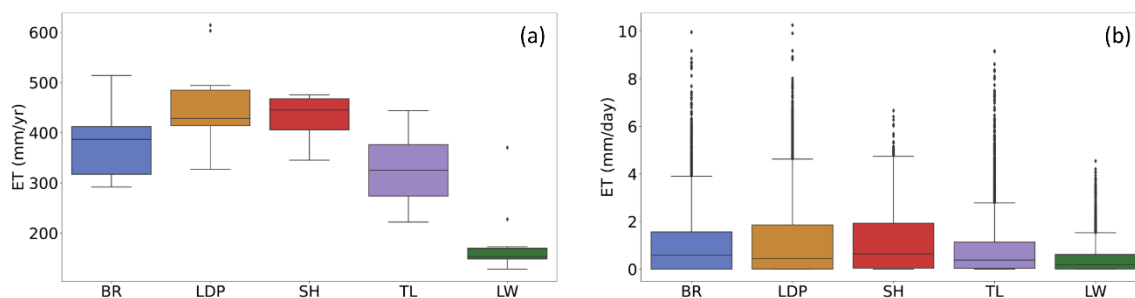 (a)
ET (mm/yr)
600
500
400
300
200
BR LDP SH TL LW
(b)
ET (mm/day)
10
8
6
4
2
0
BR LDP SH TL LW